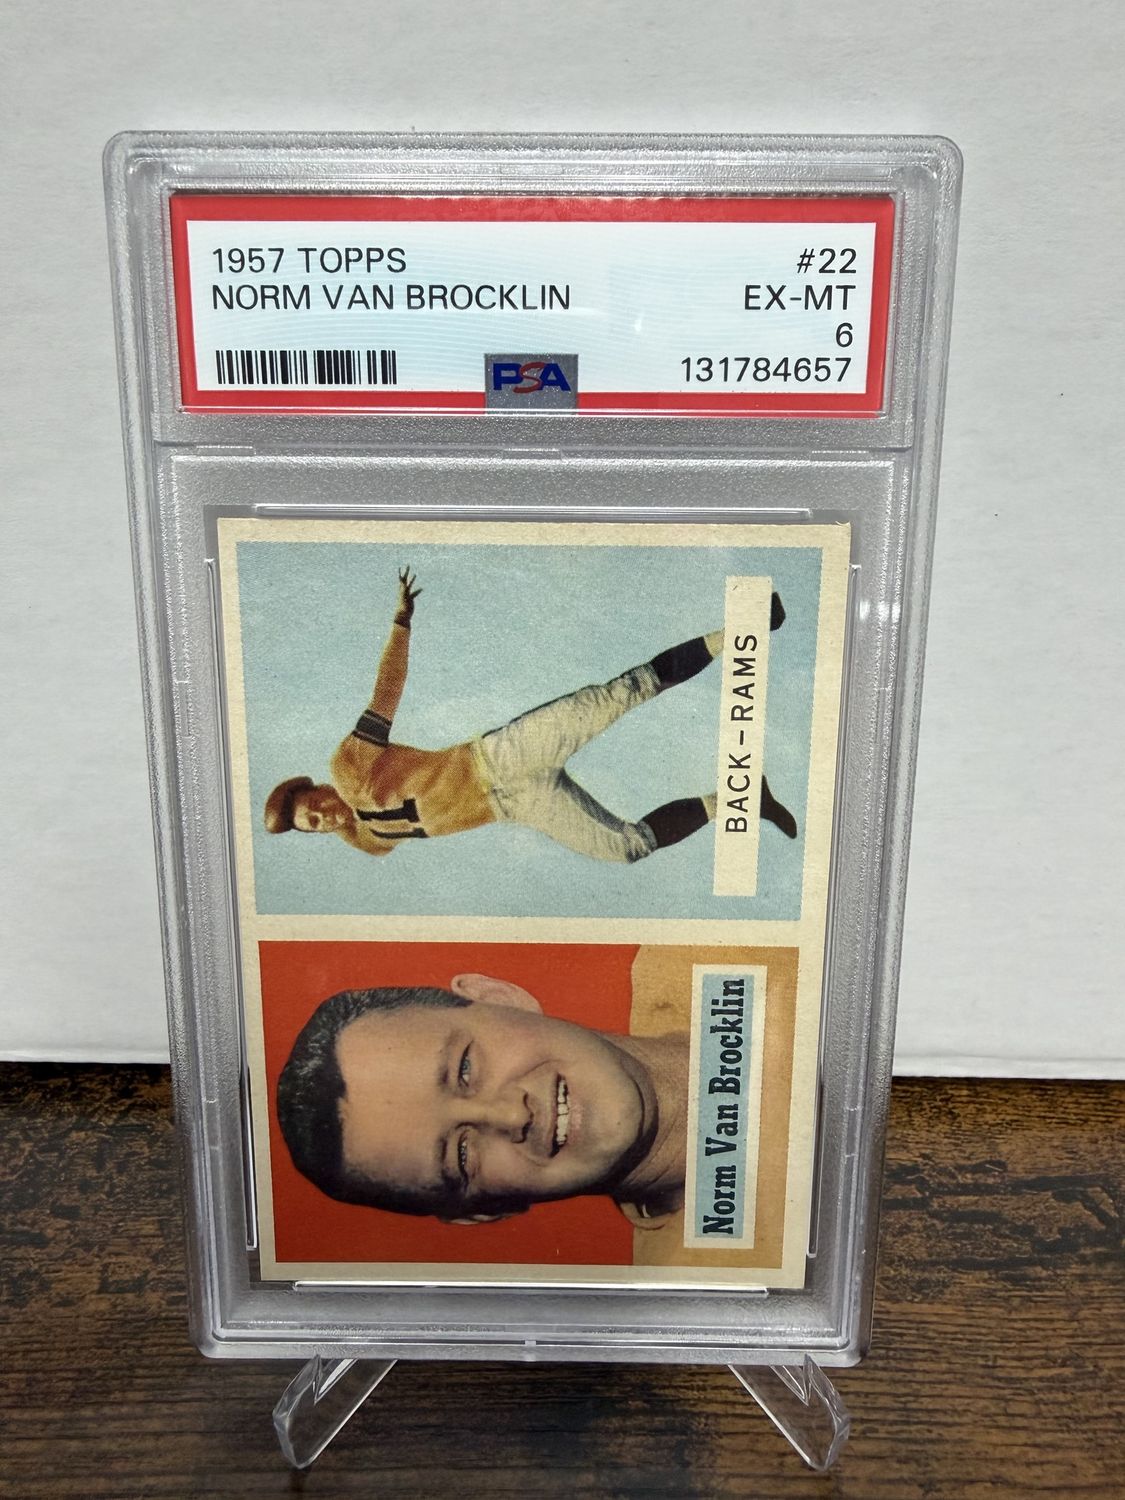 1957 TOPPS #22
NORM VAN BROCKLIN EX-MT
6
131784657
PSA
BACK-RAMS
11
Norm Van Brocklin